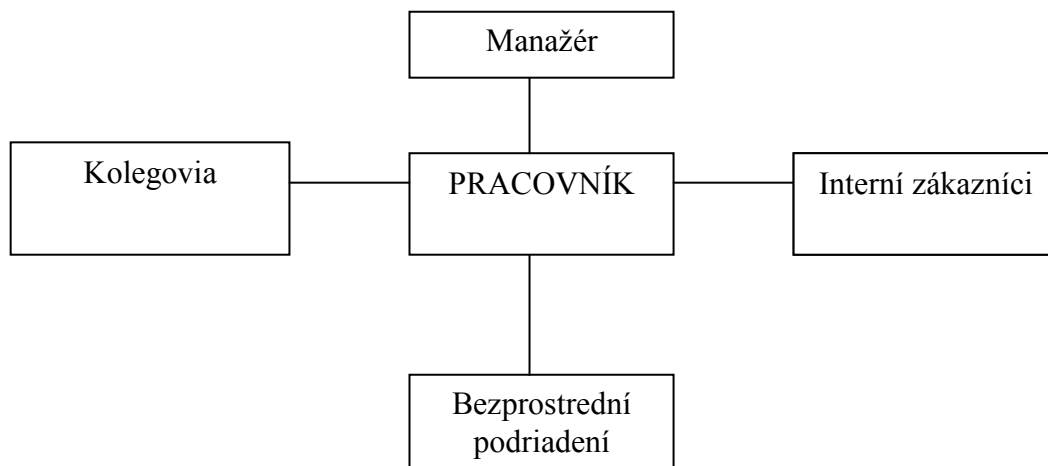 Manažér
Kolegovia
PRACOVNÍK
Interní zákazníci
Bezprostrední
podriadení